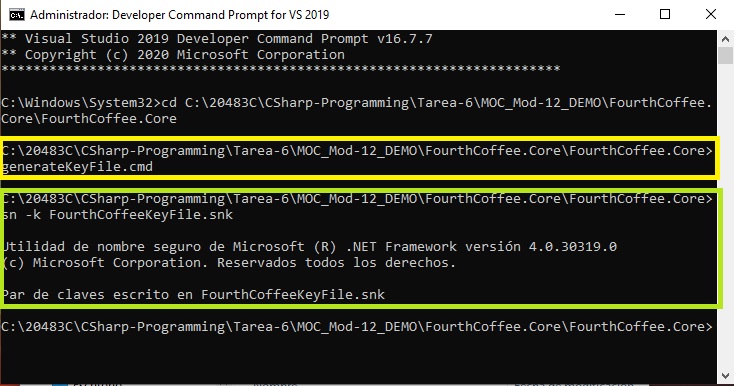 Administrador: Developer Command Prompt for VS 2019
** Visual Studio 2019 Developer Command Prompt v16.7.7
** Copyright (c) 2020 Microsoft Corporation
**********************************************************************
C:\Windows\System32>cd C:\20483C\CSharp-Programming\Tarea-6\MOC_Mod-12_DEMO\FourthCoffee.
Core\FourthCoffee.Core
C:\20483C\CSharp-Programming\Tarea-6\MOC_Mod-12_DEMO\FourthCoffee.Core\FourthCoffee.Core>
generateKeyFile.cmd
C:\20483C\CSharp-Programming\Tarea-6\MOC_Mod-12_DEMO\FourthCoffee.Core\FourthCoffee.Core>
sn -k FourthCoffeeKeyFile.snk
Utilidad de nombre seguro de Microsoft (R) .NET Framework versión 4.0.30319.0
(c) Microsoft Corporation. Reservados todos los derechos.
Par de claves escrito en FourthCoffeeKeyFile.snk
C:\20483C\CSharp-Programming\Tarea-6\MOC_Mod-12_DEMO\FourthCoffee.Core\FourthCoffee.Core>